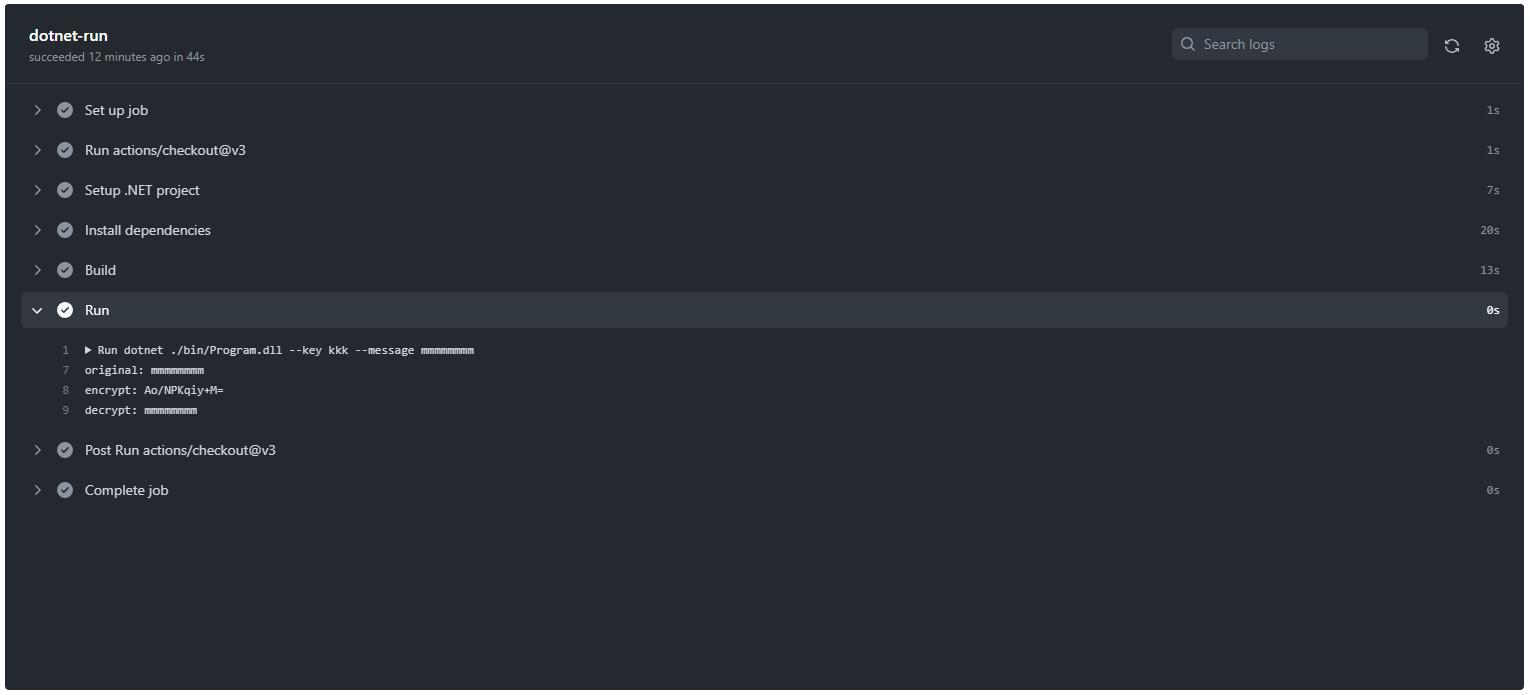 dotnet-run
succeeded 12 minutes ago in 44s
Search logs
Set up job 1s
Run actions/checkout@v3 1s
Setup .NET project 7s
Install dependencies 20s
Build 13s
Run 0s
1 Run dotnet ./bin/Program.dll --key kkk --message mmmmmmmm
7 original: mmmmmmmm
8 encrypt: Ao/NPKqiy+M=
9 decrypt: mmmmmmmm
Post Run actions/checkout@v3 0s
Complete job 0s